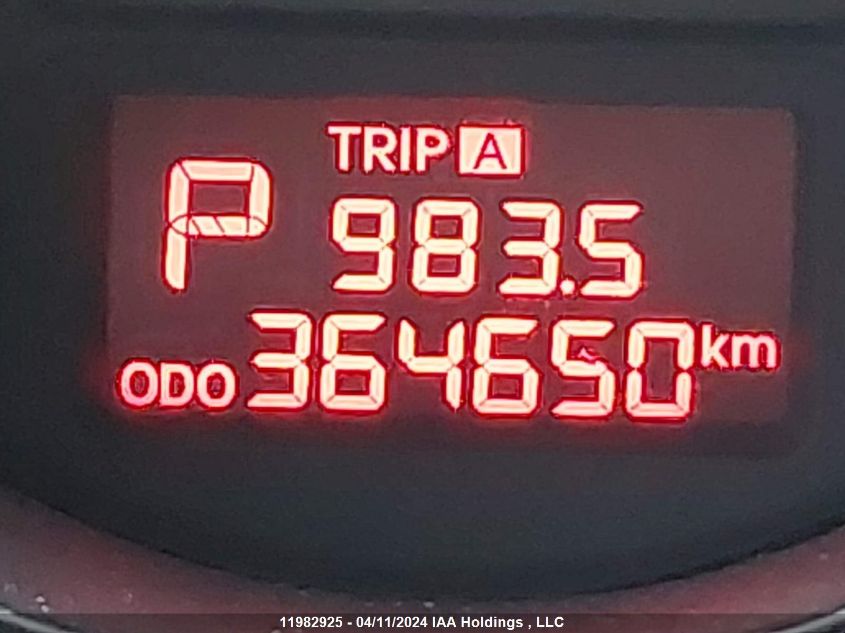 TRIP A
P 983.5
ODO 364650 km
11982925 - 04/11/2024 IAA Holdings , LLC